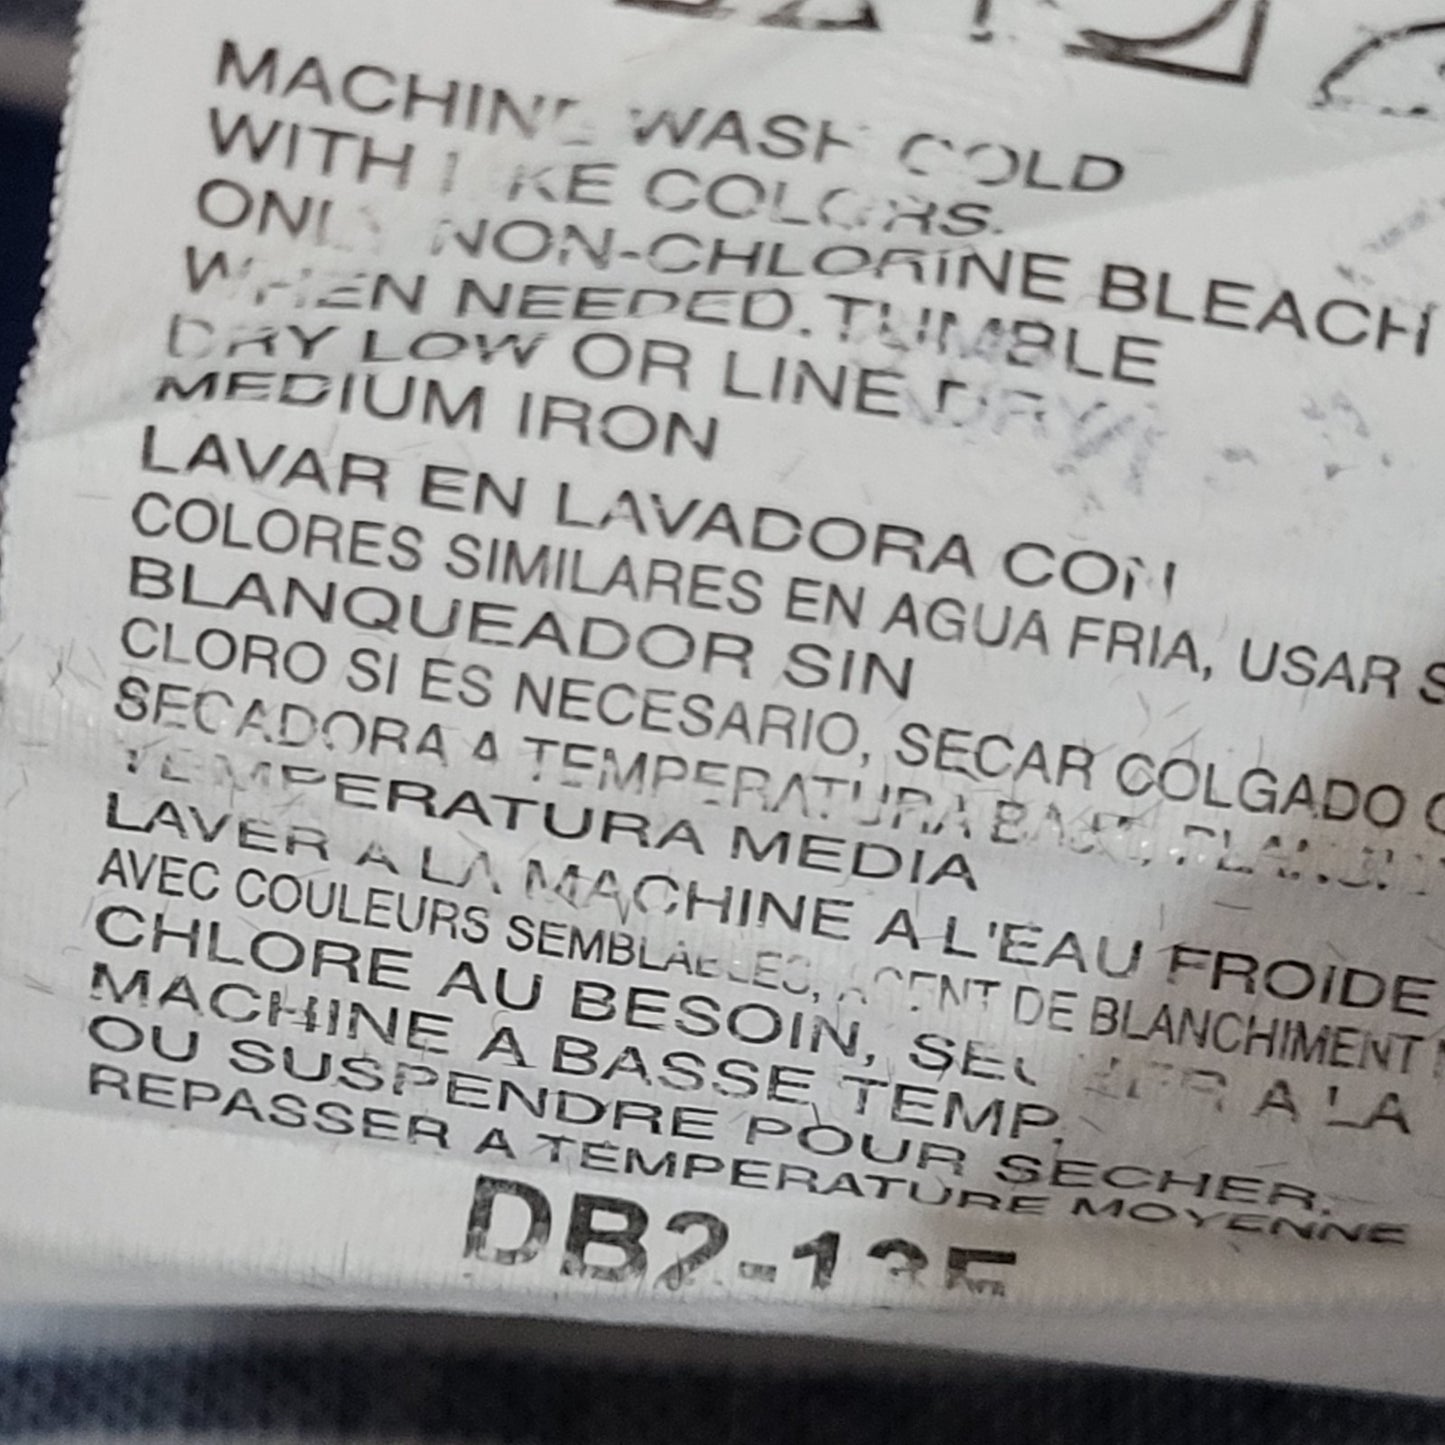 MACHINE WASH COLD
WITH LIKE COLORS.
ONLY NON-CHLORINE BLEACH
WHEN NEEDED. TUMBLE
DRY LOW OR LINE DRY.
MEDIUM IRON
LAVAR EN LAVADORA CON
COLORES SIMILARES EN AGUA FRIA, USAR
BLANQUEADOR SIN
CLORO SI ES NECESARIO, SECAR COLGADO
SECADORA A TEMPERATURA BAJA,
TEMPERATURA MEDIA
LAVER A LA MACHINE A L'EAU FROIDE
AVEC COULEURS SEMBLABLES, AGENT DE BLANCHIMENT
CHLORE AU BESOIN, SECHER A LA
MACHINE A BASSE TEMP.
OU SUSPENDRE POUR SECHER.
REPASSER A TEMPERATURE MOYENNE